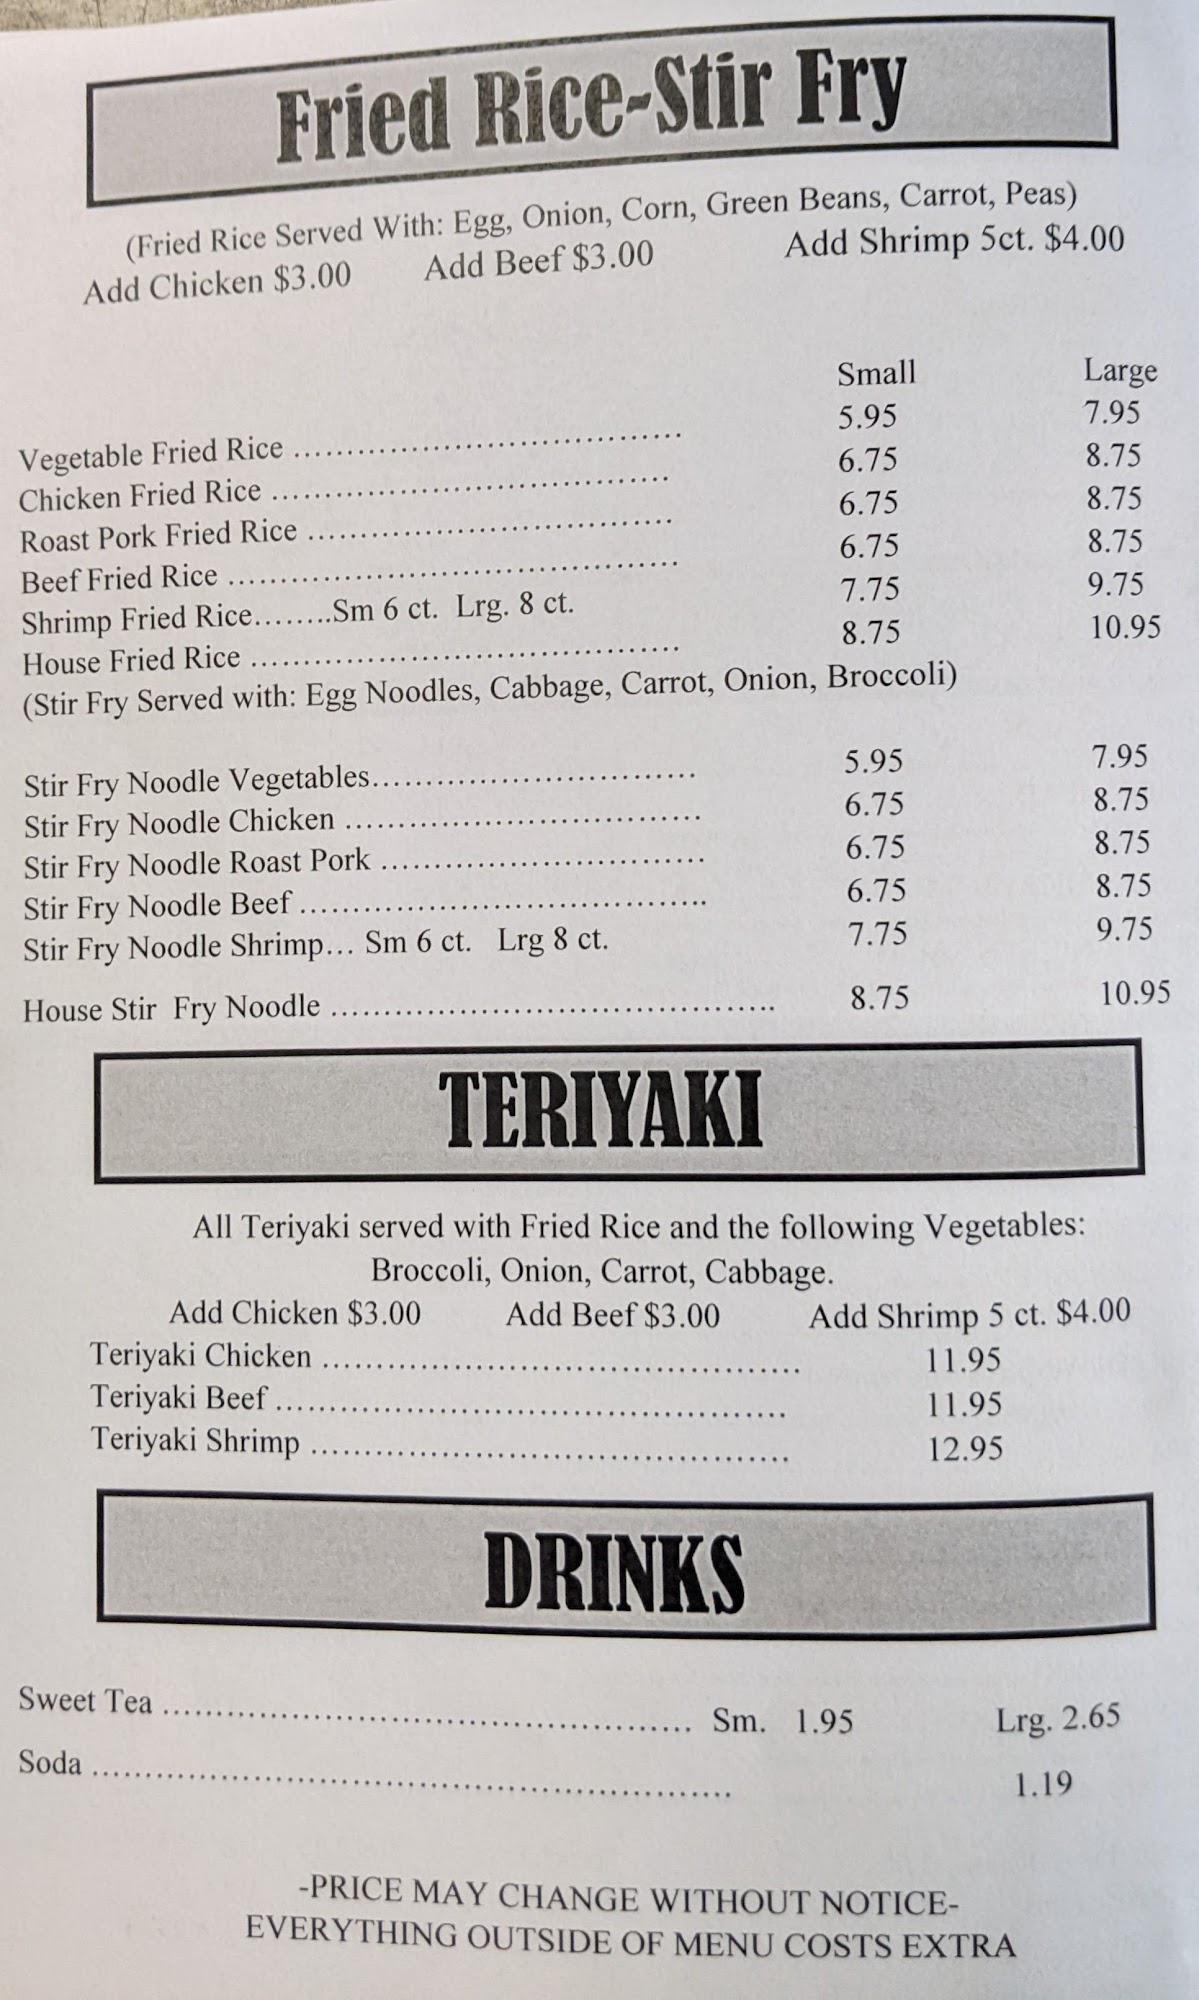 Fried Rice-Stir Fry
(Fried Rice Served With: Egg, Onion, Corn, Green Beans, Carrot, Peas)
Add Chicken $3.00 Add Beef $3.00 Add Shrimp 5ct. $4.00
Small Large
Vegetable Fried Rice .................................... 5.95 7.95
Chicken Fried Rice ..................................... 6.75 8.75
Roast Pork Fried Rice .................................. 6.75 8.75
Beef Fried Rice .......................................... 6.75 8.75
Shrimp Fried Rice........Sm 6 ct. Lrg. 8 ct. 7.75 9.75
House Fried Rice ........................................ 8.75 10.95
(Stir Fry Served with: Egg Noodles, Cabbage, Carrot, Onion, Broccoli)
Stir Fry Noodle Vegetables............................... 5.95 7.95
Stir Fry Noodle Chicken .................................. 6.75 8.75
Stir Fry Noodle Roast Pork ............................... 6.75 8.75
Stir Fry Noodle Beef ...................................... 6.75 8.75
Stir Fry Noodle Shrimp... Sm 6 ct. Lrg 8 ct. 7.75 9.75
House Stir Fry Noodle .......................................... 8.75 10.95
TERIYAKI
All Teriyaki served with Fried Rice and the following Vegetables:
Broccoli, Onion, Carrot, Cabbage.
Add Chicken $3.00 Add Beef $3.00 Add Shrimp 5 ct. $4.00
Teriyaki Chicken ............................................. 11.95
Teriyaki Beef ................................................ 11.95
Teriyaki Shrimp ............................................. 12.95
DRINKS
Sweet Tea .................................................. Sm. 1.95 Lrg. 2.65
Soda ............................................................ 1.19
-PRICE MAY CHANGE WITHOUT NOTICE-
EVERYTHING OUTSIDE OF MENU COSTS EXTRA